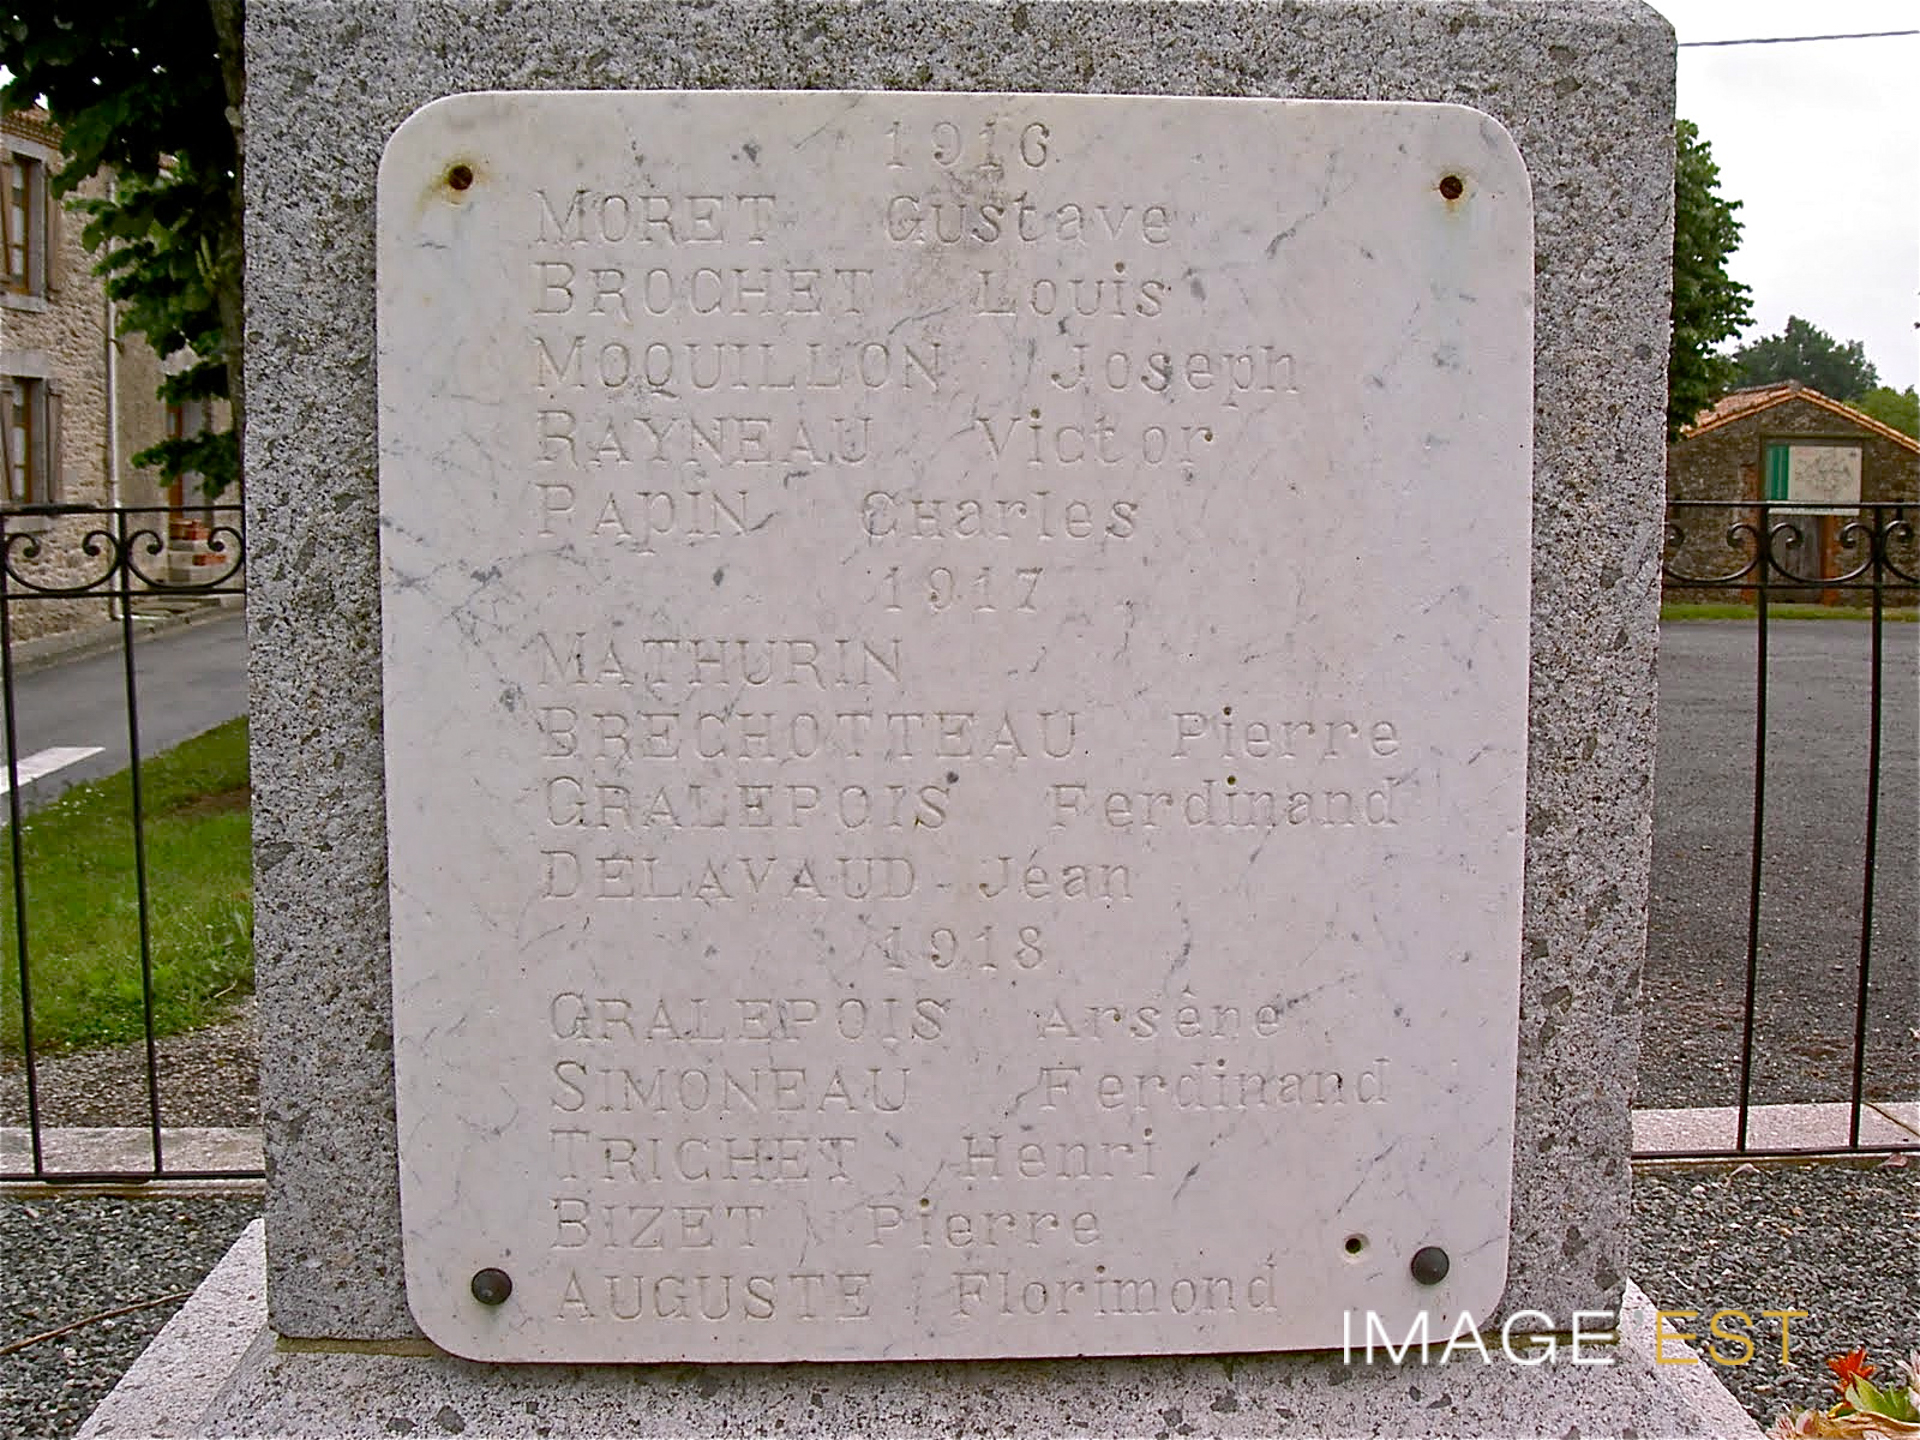 1916
MORET Gustave
BROCHET Louis
MOQUILLON Joseph
RAYNEAU Victor
PAPIN CHarles
1917
MATHURIN
BRECHOTTEAU Pierre
GRALEPOIS Ferdinand
DELAVAUD Jéan
1918
GRALEPOIS Arsène
SIMONEAU Ferdinand
TRICHET Henri
BIZET Pierre
AUGUSTE Florimond
IMAGE EST